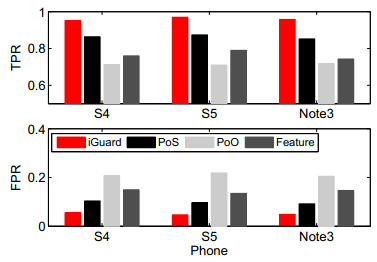 1
0.8
0.6
TPR
S4 S5 Note3
0.4
iGuard PoS PoO Feature
0.2
0
FPR
S4 S5 Note3
Phone